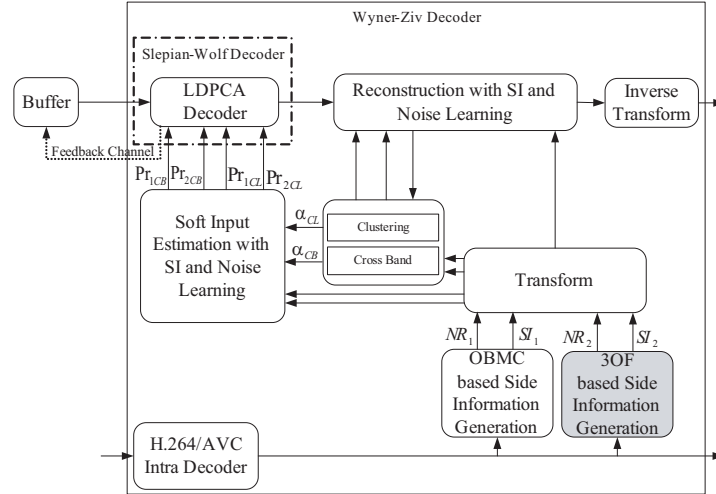 Wyner-Ziv Decoder
Slepian-Wolf Decoder
Buffer
LDPCA
Decoder
Reconstruction with SI and
Noise Learning
Inverse
Transform
Feedback Channel
Pr1CB Pr2CB Pr1CL Pr2CL
Soft Input
Estimation with
SI and Noise
Learning
αCL
αCB
Clustering
Cross Band
Transform
NR1 SI1 NR2 SI2
OBMC
based Side
Information
Generation
3OF
based Side
Information
Generation
H.264/AVC
Intra Decoder